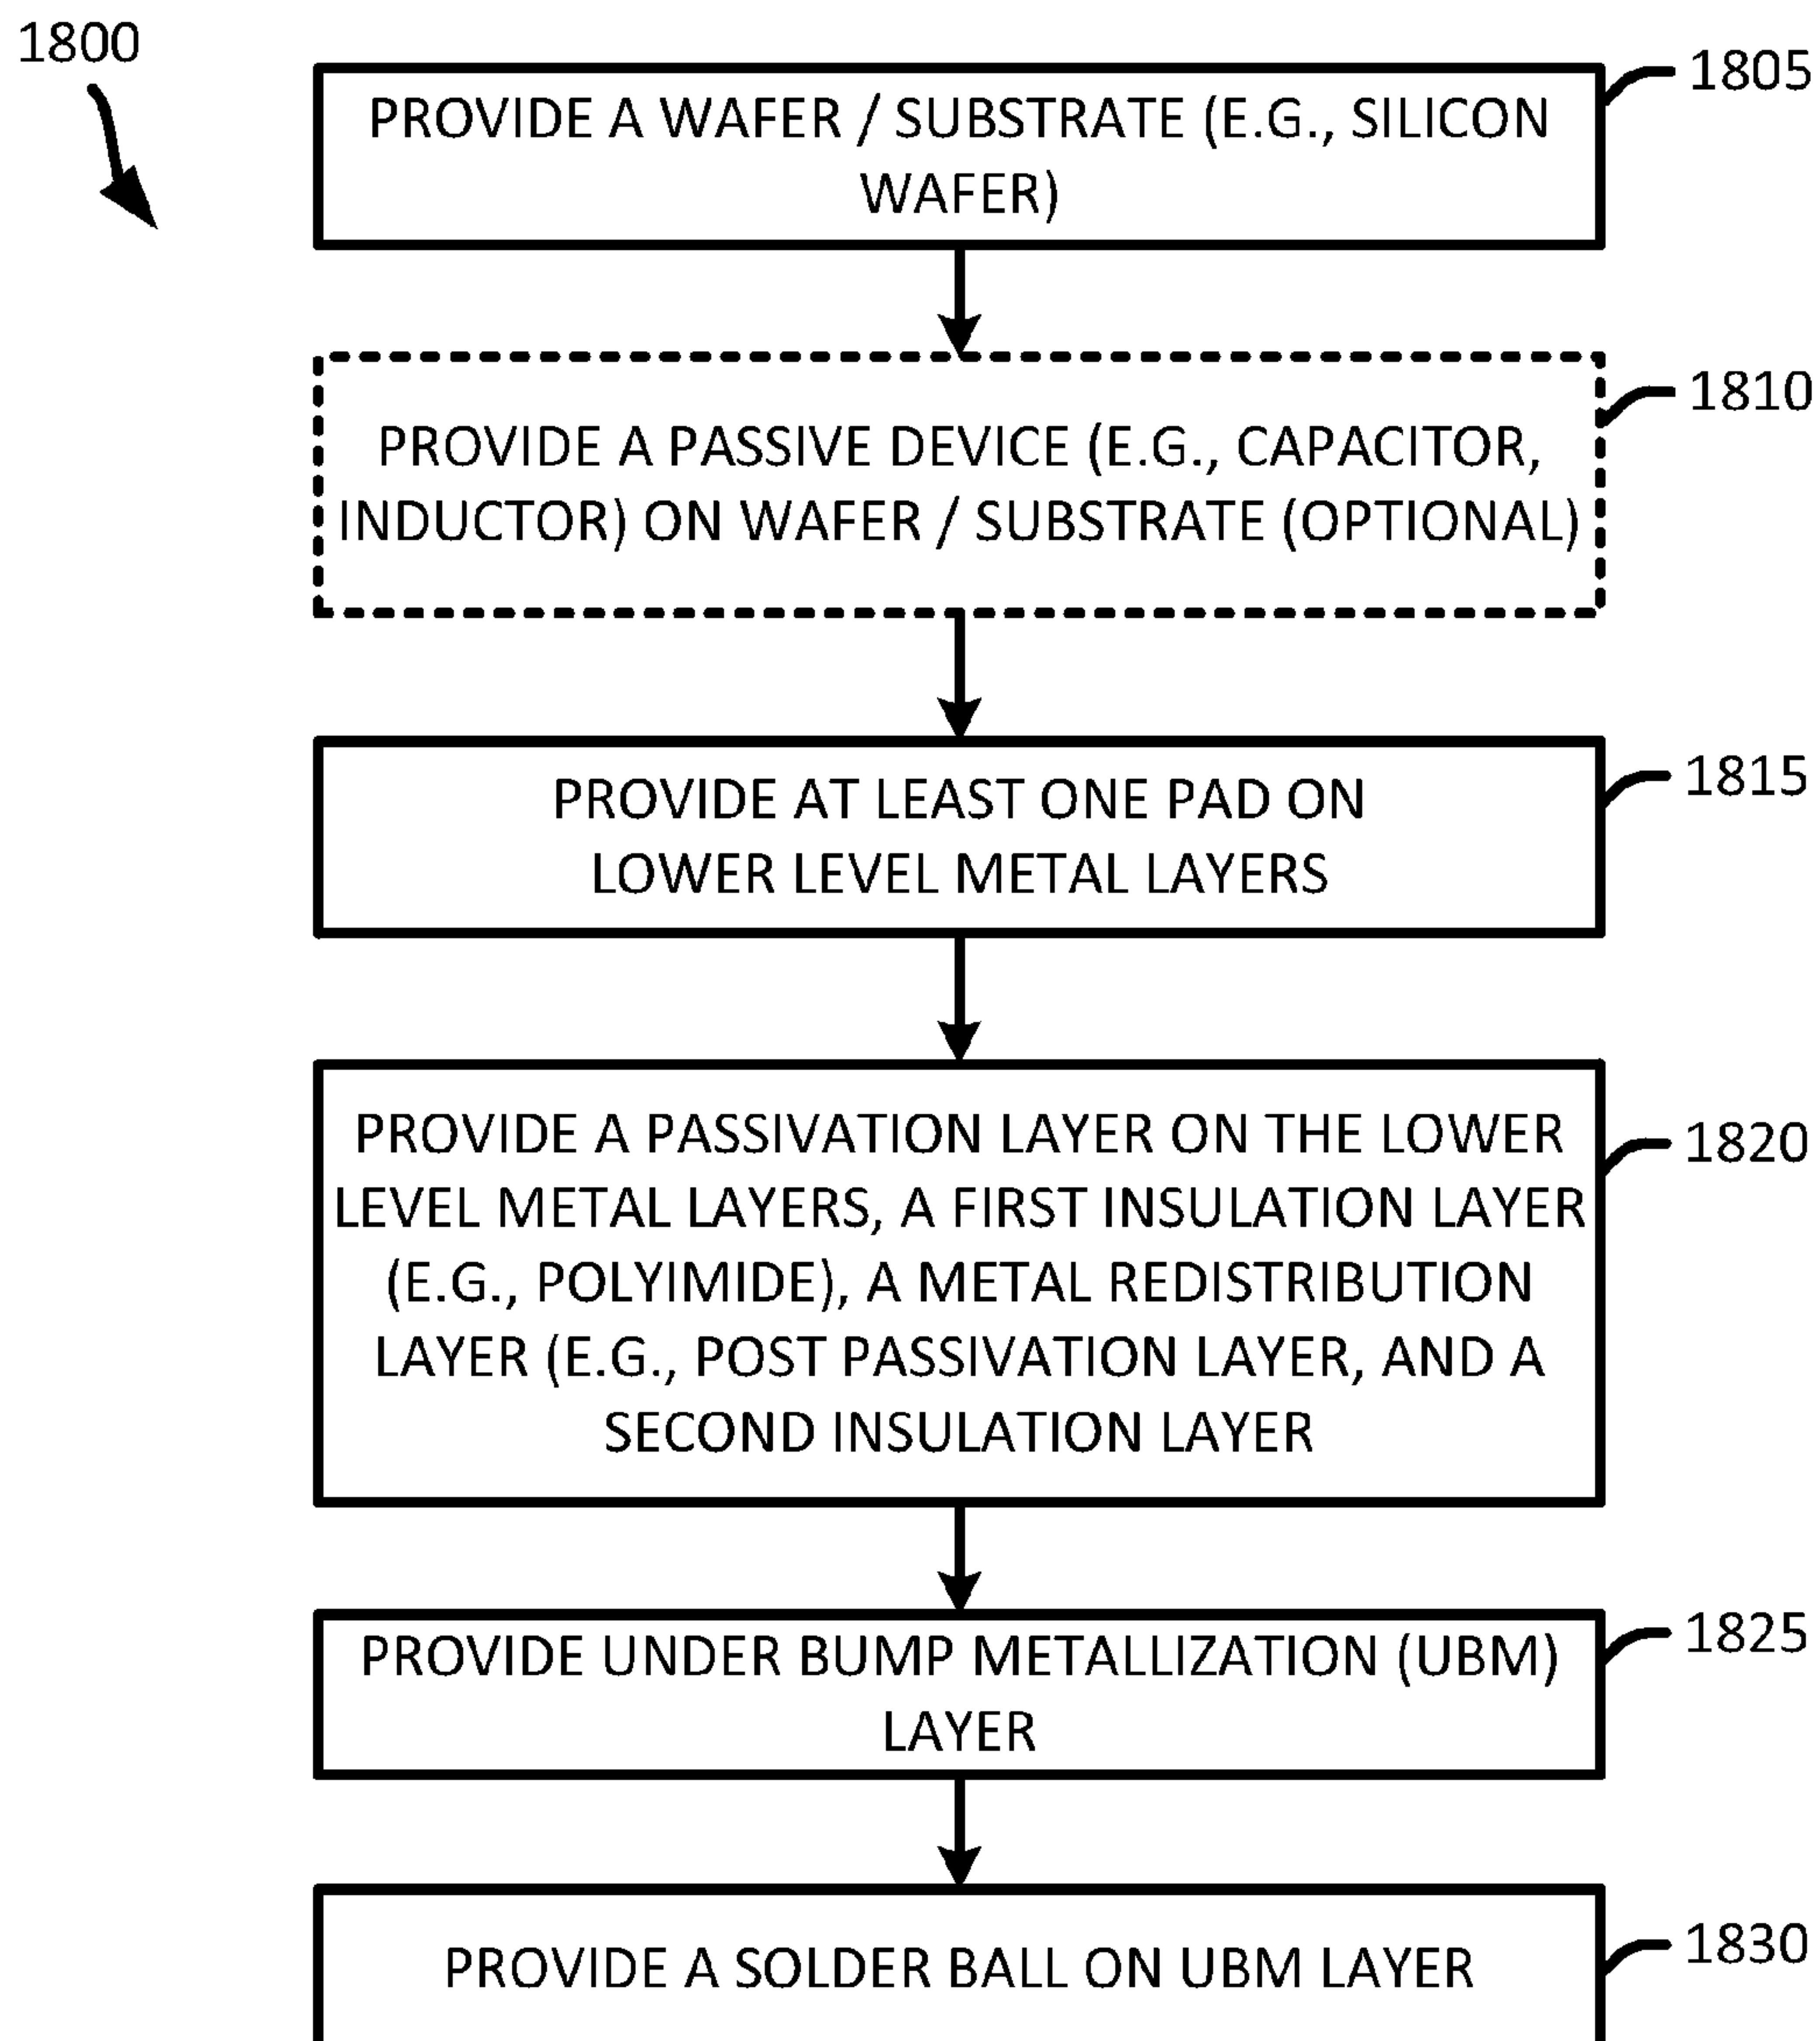 1800
1805
PROVIDE A WAFER / SUBSTRATE (E.G., SILICON
WAFER)
1810
PROVIDE A PASSIVE DEVICE (E.G., CAPACITOR,
INDUCTOR) ON WAFER / SUBSTRATE (OPTIONAL)
1815
PROVIDE AT LEAST ONE PAD ON
LOWER LEVEL METAL LAYERS
1820
PROVIDE A PASSIVATION LAYER ON THE LOWER
LEVEL METAL LAYERS, A FIRST INSULATION LAYER
(E.G., POLYIMIDE), A METAL REDISTRIBUTION
LAYER (E.G., POST PASSIVATION LAYER, AND A
SECOND INSULATION LAYER
1825
PROVIDE UNDER BUMP METALLIZATION (UBM)
LAYER
1830
PROVIDE A SOLDER BALL ON UBM LAYER